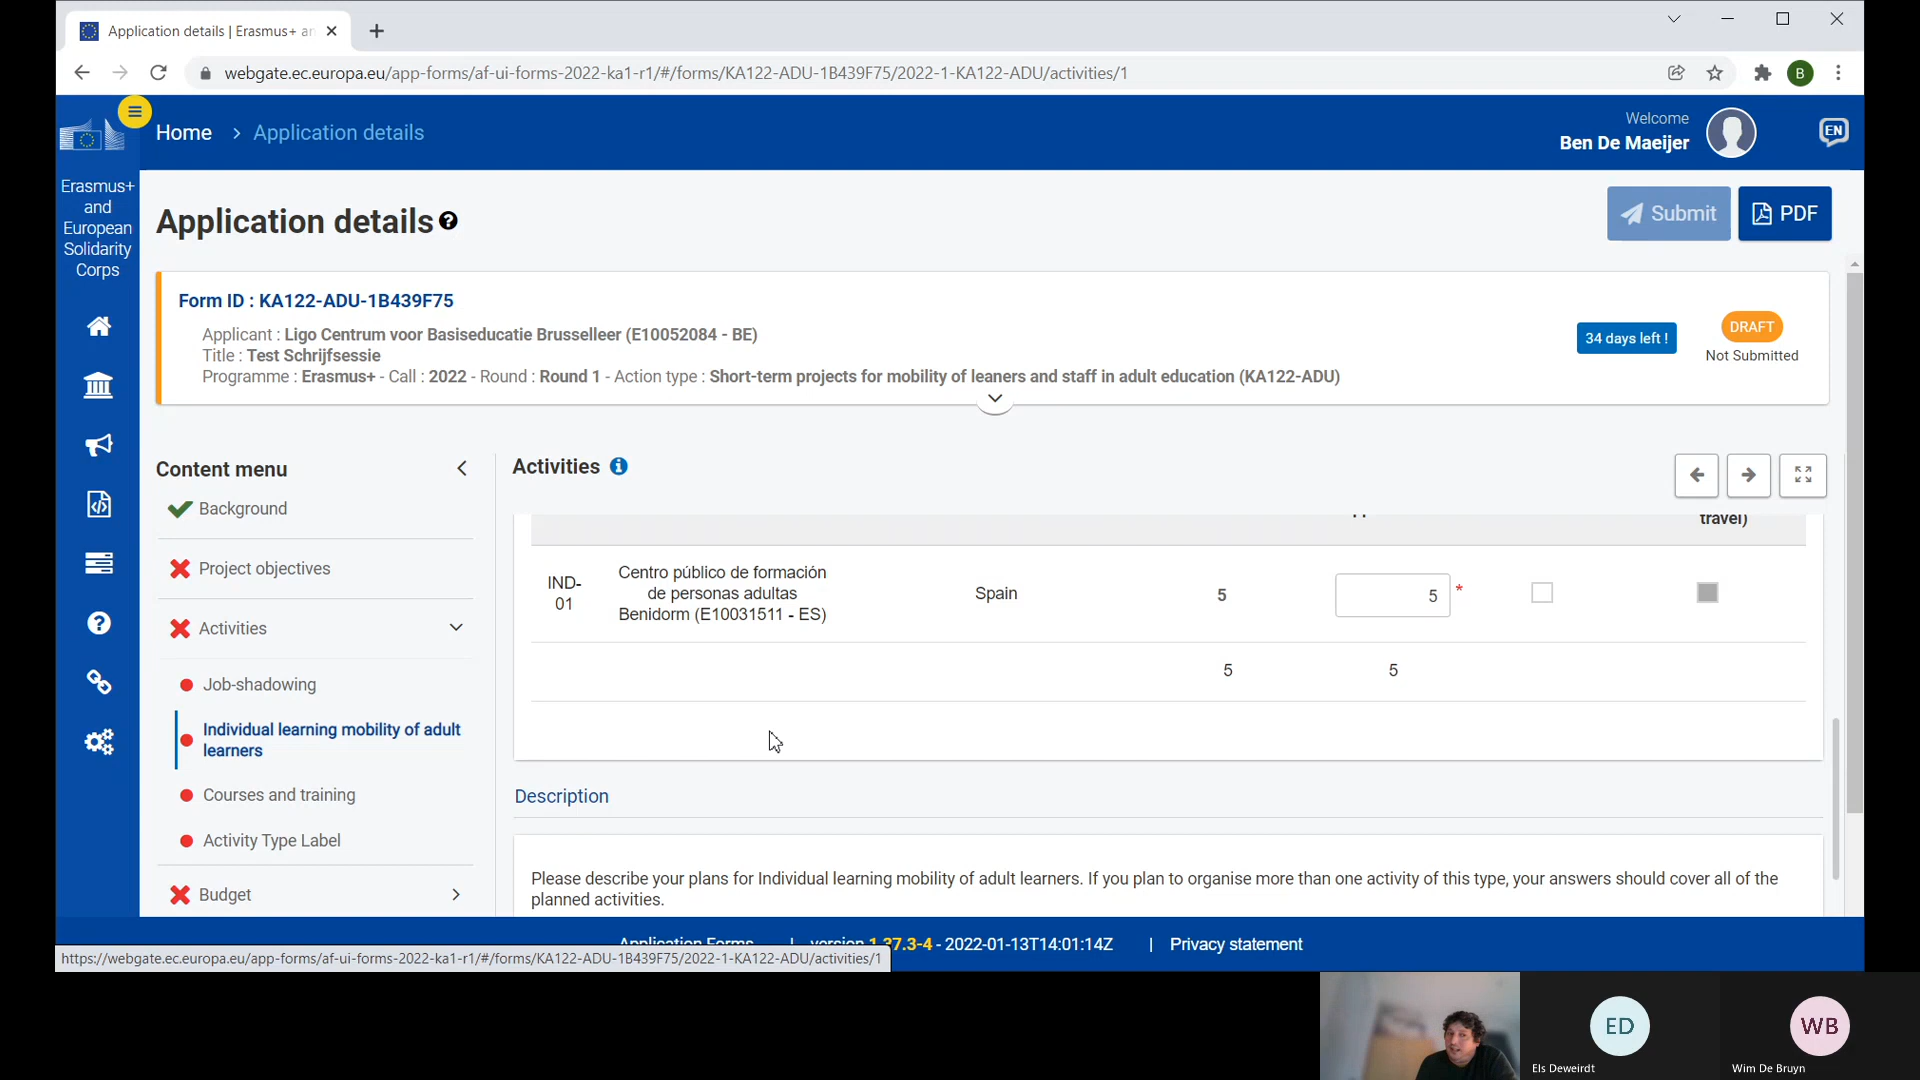 Application details | Erasmus+ an
webgate.ec.europa.eu/app-forms/af-ui-forms-2022-ka1-r1/#/forms/KA122-ADU-1B439F75/2022-1-KA122-ADU/activities/1
B
Home > Application details
Welcome
Ben De Maeijer
EN
Erasmus+
and
European
Solidarity
Corps
Application details
Submit
PDF
Form ID : KA122-ADU-1B439F75
Applicant : Ligo Centrum voor Basiseducatie Brusselleer (E10052084 - BE)
Title : Test Schrijfsessie
Programme : Erasmus+ - Call : 2022 - Round : Round 1 - Action type : Short-term projects for mobility of leaners and staff in adult education (KA122-ADU)
34 days left !
DRAFT
Not Submitted
Content menu
Background
Project objectives
Activities
Job-shadowing
Individual learning mobility of adult
learners
Courses and training
Activity Type Label
Budget
Activities
travel)
IND-
01
Centro público de formación
de personas adultas
Benidorm (E10031511 - ES)
Spain
5
5 *
5 5
Description
Please describe your plans for Individual learning mobility of adult learners. If you plan to organise more than one activity of this type, your answers should cover all of the
planned activities.
Application Forms | version 1.37.3-4 - 2022-01-13T14:01:14Z | Privacy statement
https://webgate.ec.europa.eu/app-forms/af-ui-forms-2022-ka1-r1/#/forms/KA122-ADU-1B439F75/2022-1-KA122-ADU/activities/1
ED
Els Deweirdt
WB
Wim De Bruyn